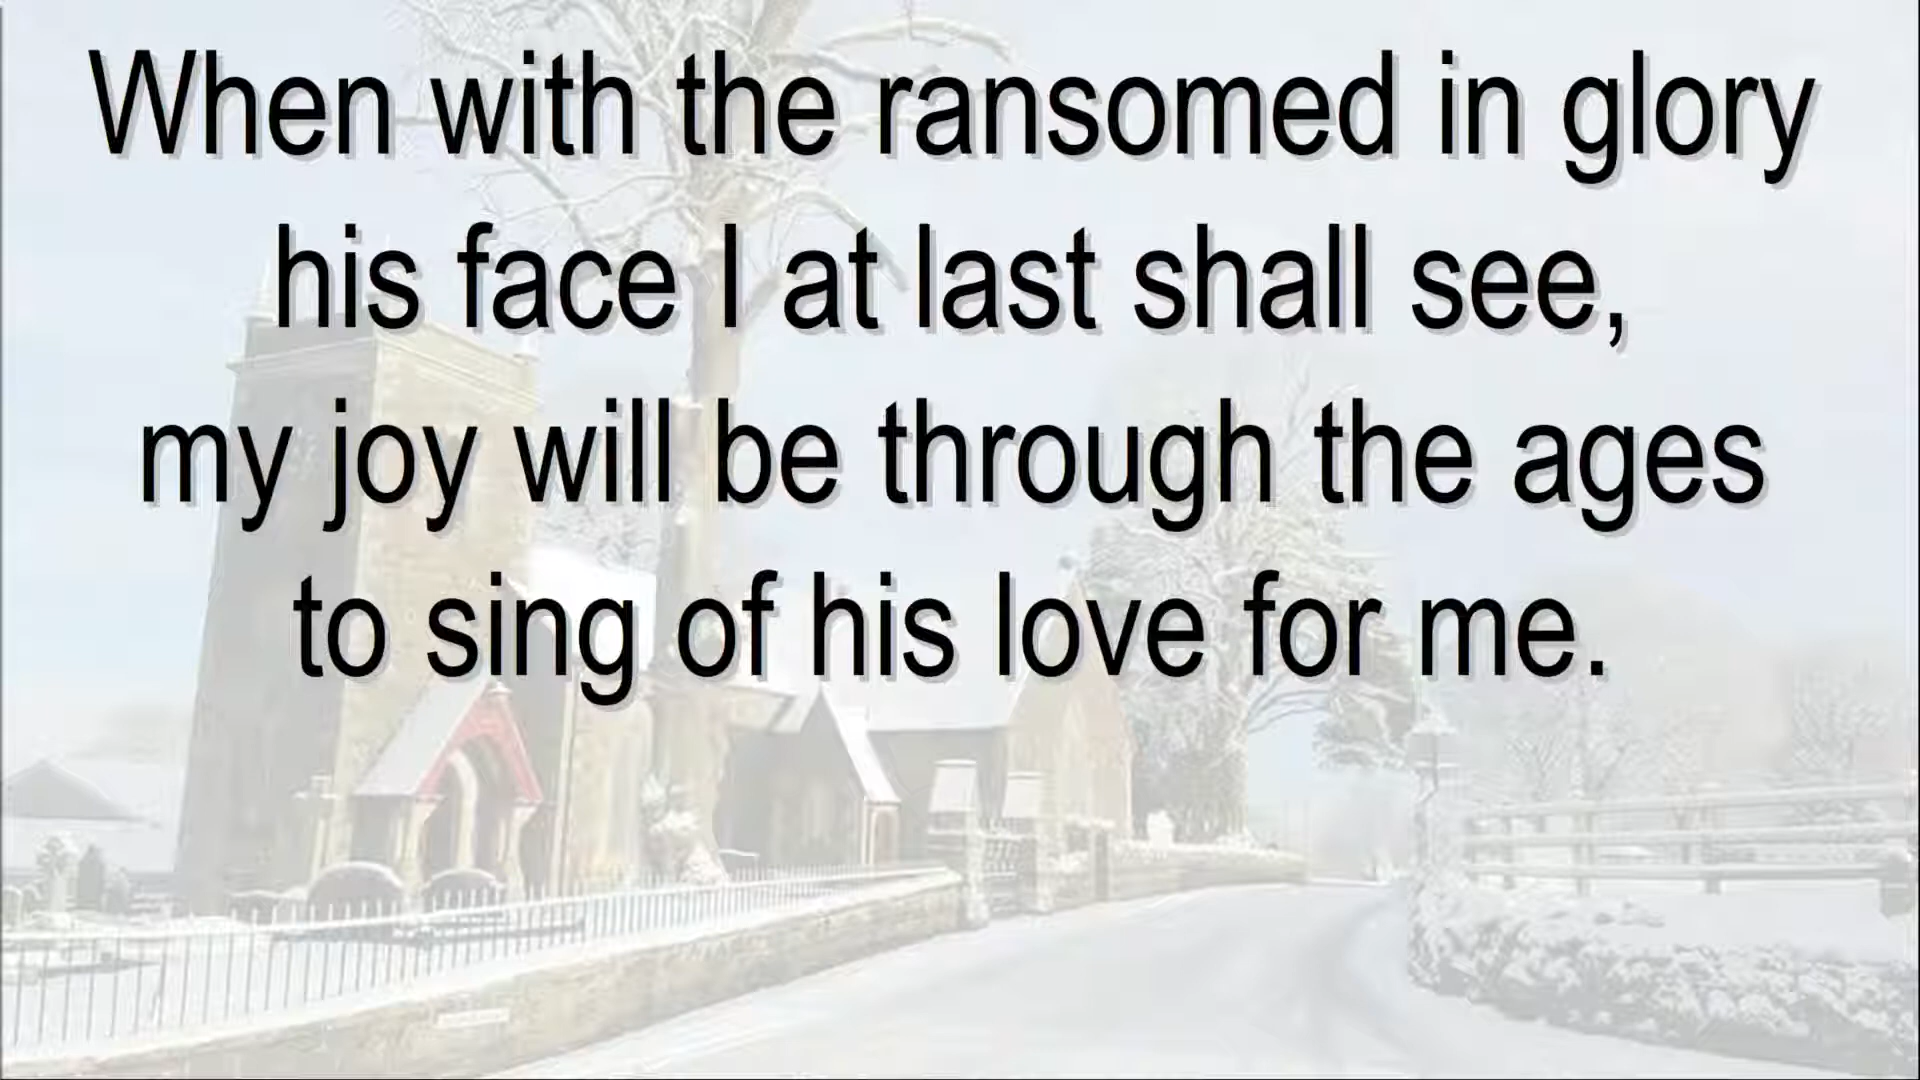 When with the ransomed in glory
his face I at last shall see,
my joy will be through the ages
to sing of his love for me.